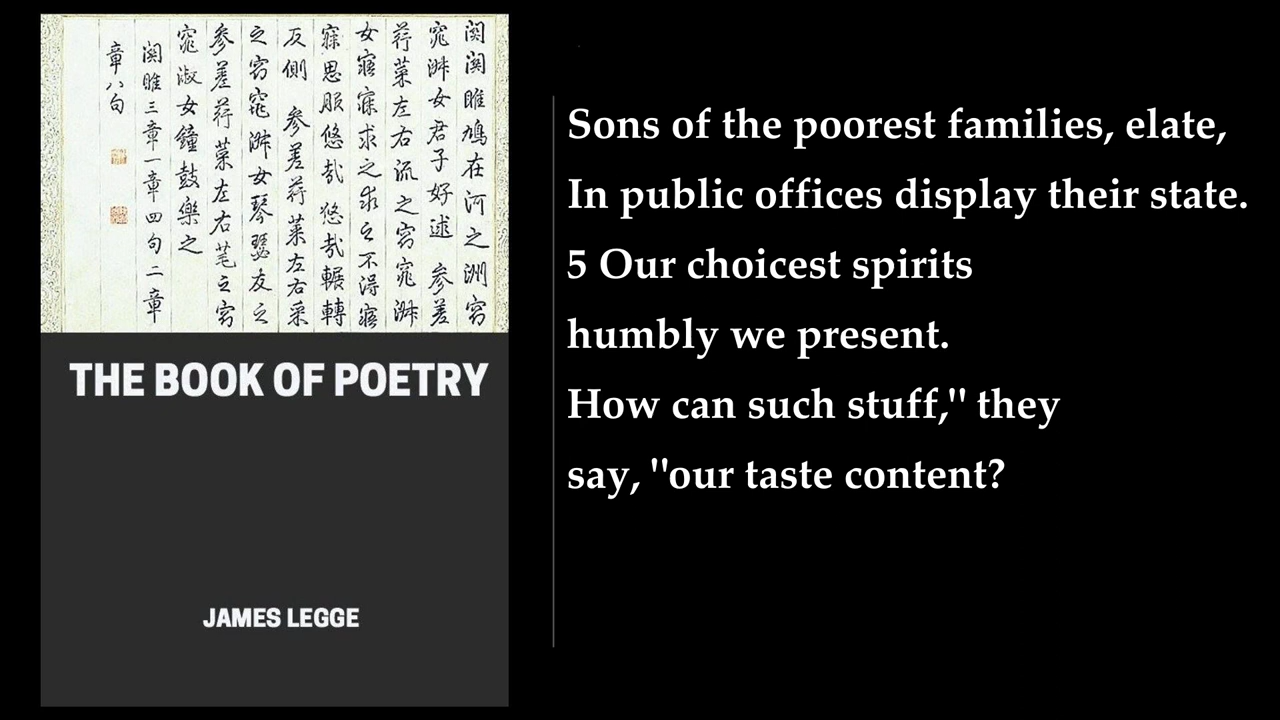 關關雎鳩在河之洲窈
窕淑女君子好逑 參差
荇菜左右流之窈窕淑
女寤寐求之求之不得寤
寐思服悠哉悠哉輾轉
反側 參差荇菜左右采
之窈窕淑女琴瑟友之
參差荇菜左右芼之窈
窕淑女鐘鼓樂之
關雎三章一章四句二章
章八句
THE BOOK OF POETRY
JAMES LEGGE
Sons of the poorest families, elate,
In public offices display their state.
5 Our choicest spirits
humbly we present.
How can such stuff," they
say, "our taste content?